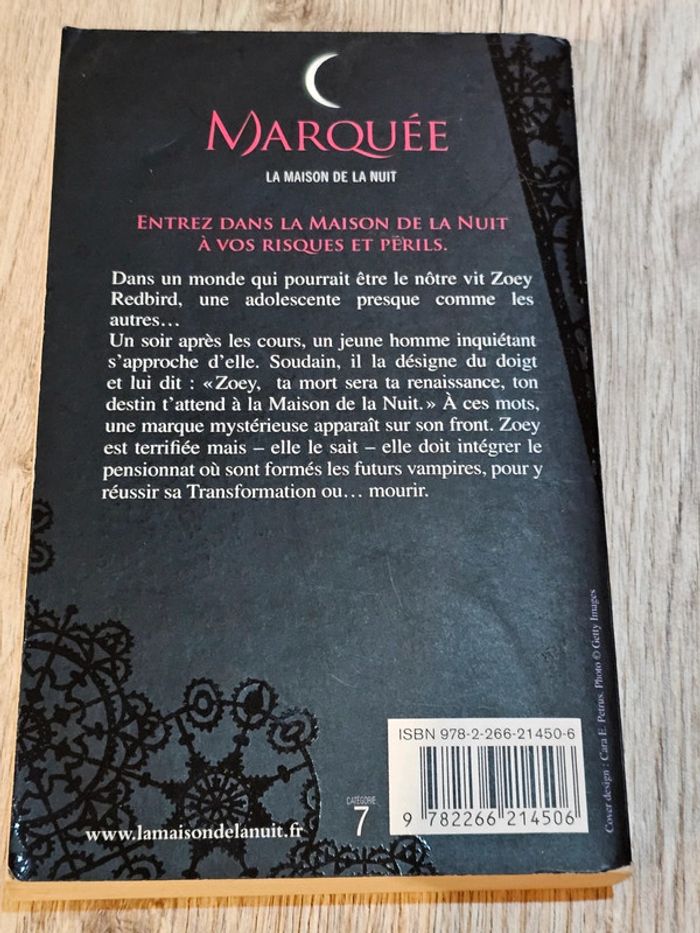 MARQUÉE
LA MAISON DE LA NUIT
ENTREZ DANS LA MAISON DE LA NUIT
À VOS RISQUES ET PÉRILS.
Dans un monde qui pourrait être le nôtre vit Zoey
Redbird, une adolescente presque comme les
autres…
Un soir après les cours, un jeune homme inquiétant
s'approche d'elle. Soudain, il la désigne du doigt
et lui dit : « Zoey, ta mort sera ta renaissance, ton
destin t'attend à la Maison de la Nuit. » À ces mots,
une marque mystérieuse apparaît sur son front. Zoey
est terrifiée mais – elle le sait – elle doit intégrer le
pensionnat où sont formés les futurs vampires, pour y
réussir sa Transformation ou… mourir.
Cover design : Cara E. Petrus. Photo © Getty Images
ISBN 978-2-266-21450-6
9 782266 214506
CATÉGORIE
7
www.lamaisondelanuit.fr